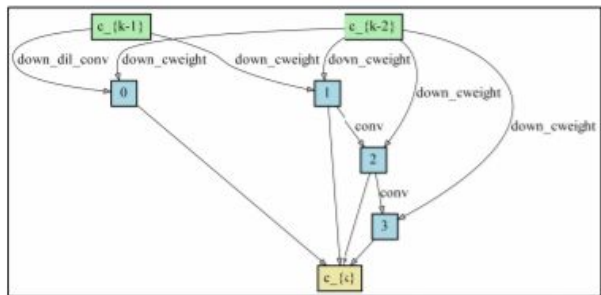 c_{k-1} c_{k-2}
down_dil_conv down_cweight down_cweight down_cweight
0 1 down_cweight
conv
down_cweight
2
conv
3
c_{k}